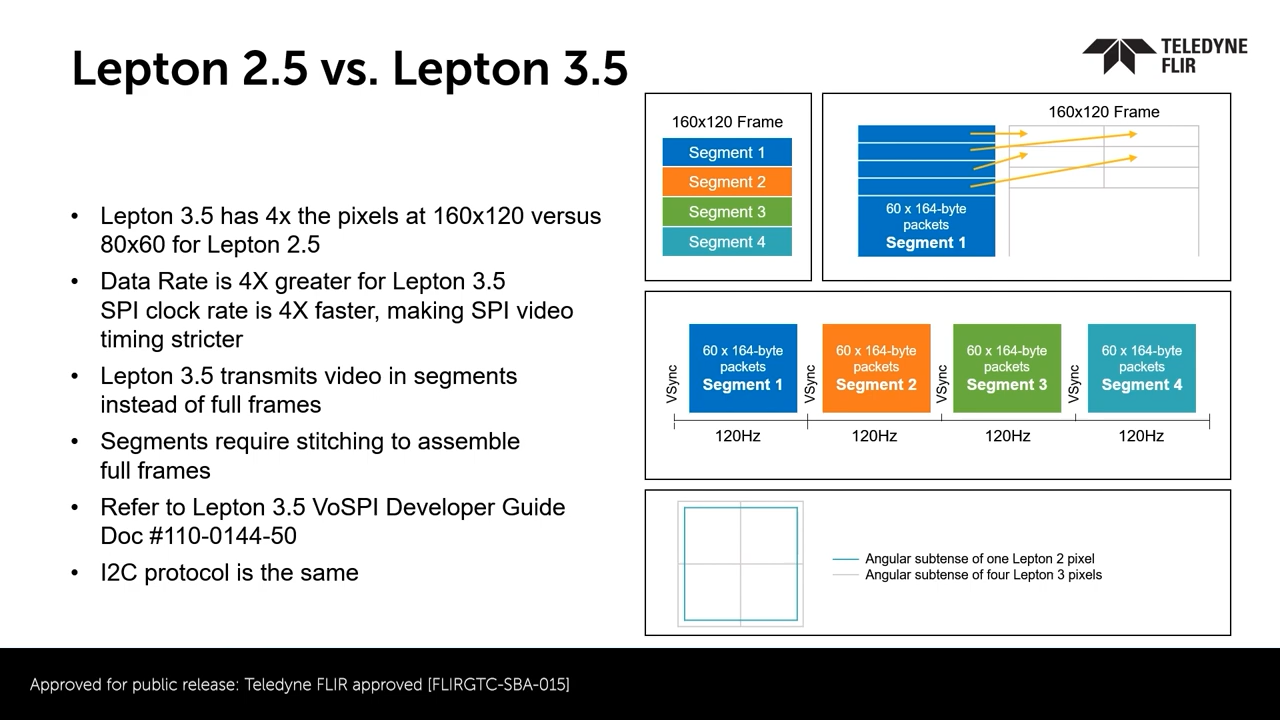 Lepton 2.5 vs. Lepton 3.5
TELEDYNE
FLIR
• Lepton 3.5 has 4x the pixels at 160x120 versus
80x60 for Lepton 2.5
• Data Rate is 4X greater for Lepton 3.5
SPI clock rate is 4X faster, making SPI video
timing stricter
• Lepton 3.5 transmits video in segments
instead of full frames
• Segments require stitching to assemble
full frames
• Refer to Lepton 3.5 VoSPI Developer Guide
Doc #110-0144-50
• I2C protocol is the same
160x120 Frame
Segment 1
Segment 2
Segment 3
Segment 4
160x120 Frame
60 x 164-byte
packets
Segment 1
VSync
60 x 164-byte
packets
Segment 1
VSync
60 x 164-byte
packets
Segment 2
VSync
60 x 164-byte
packets
Segment 3
VSync
60 x 164-byte
packets
Segment 4
120Hz
120Hz
120Hz
120Hz
Angular subtense of one Lepton 2 pixel
Angular subtense of four Lepton 3 pixels
Approved for public release: Teledyne FLIR approved [FLIRGTC-SBA-015]